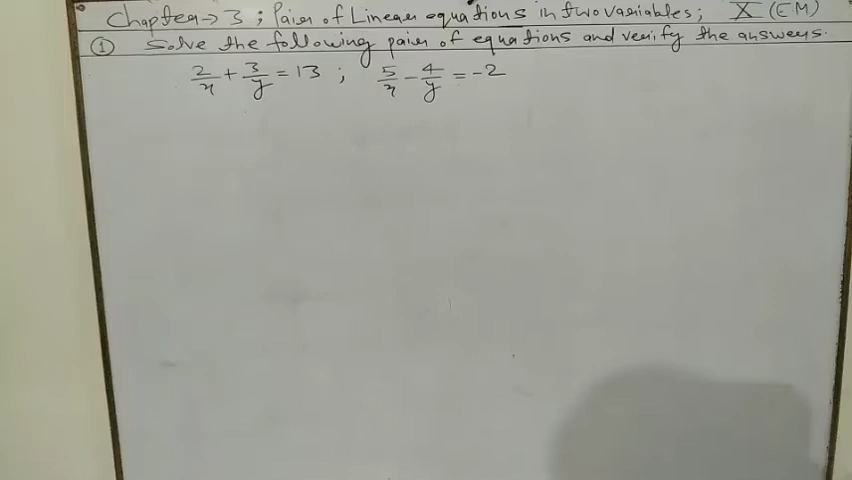 Chapter→3; Pair of Linear equations in two variables; X (EM)
① Solve the following pair of equations and verify the answers.
2/x + 3/y = 13 ; 5/x - 4/y = -2